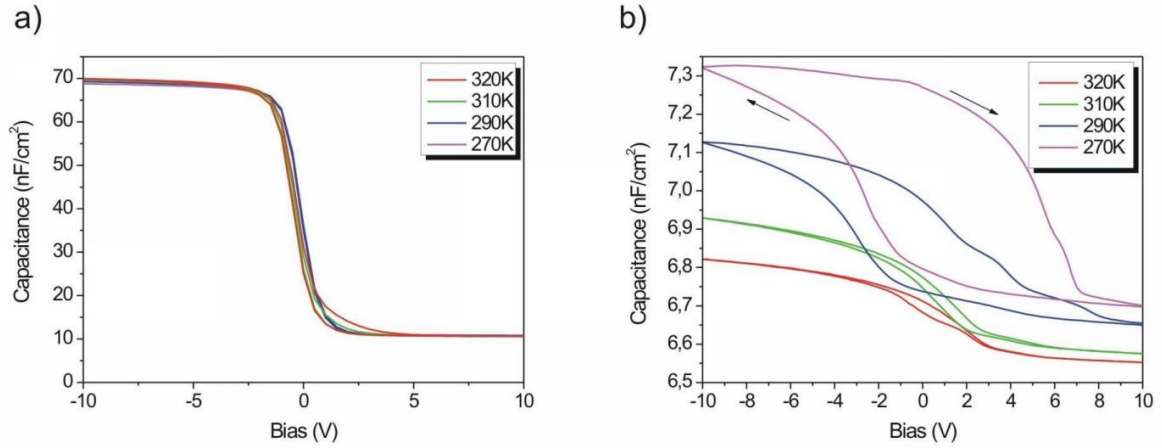 a)
Capacitance (nF/cm²)
70
60
50
40
30
20
10
0
320K
310K
290K
270K
-10
-5
0
5
10
Bias (V)
b)
Capacitance (nF/cm²)
7,3
7,2
7,1
7,0
6,9
6,8
6,7
6,6
6,5
320K
310K
290K
270K
-10
-8
-6
-4
-2
0
2
4
6
8
10
Bias (V)